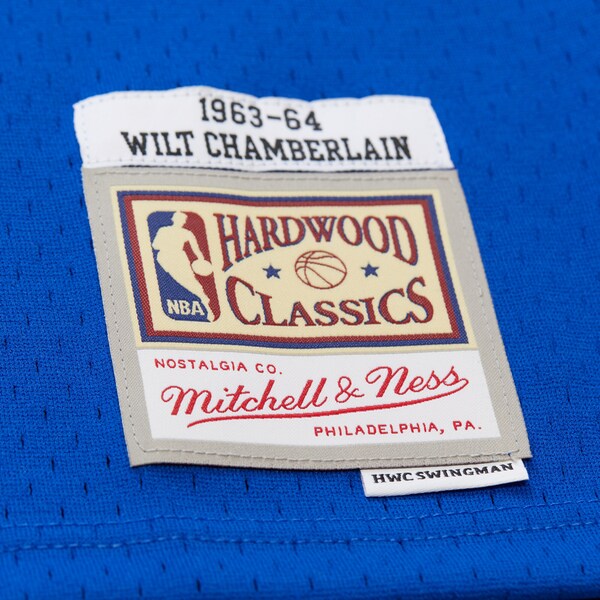 1963-64
WILT CHAMBERLAIN
HARDWOOD
CLASSICS
NBA
NOSTALGIA CO.
Mitchell & Ness
PHILADELPHIA, PA.
HWC SWINGMAN